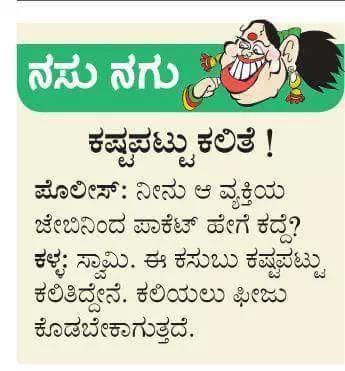 ನಸು ನಗು
ಕಷ್ಟಪಟ್ಟು ಕಲಿತೆ !
ಪೊಲೀಸ್: ನೀನು ಆ ವ್ಯಕ್ತಿಯ
ಜೇಬಿನಿಂದ ಪಾಕೆಟ್ ಹೇಗೆ ಕದ್ದೆ?
ಕಳ್ಳ: ಸ್ವಾಮಿ. ಈ ಕಸುಬು ಕಷ್ಟಪಟ್ಟು
ಕಲಿತಿದ್ದೇನೆ. ಕಲಿಯಲು ಫೀಜು
ಕೊಡಬೇಕಾಗುತ್ತದೆ.